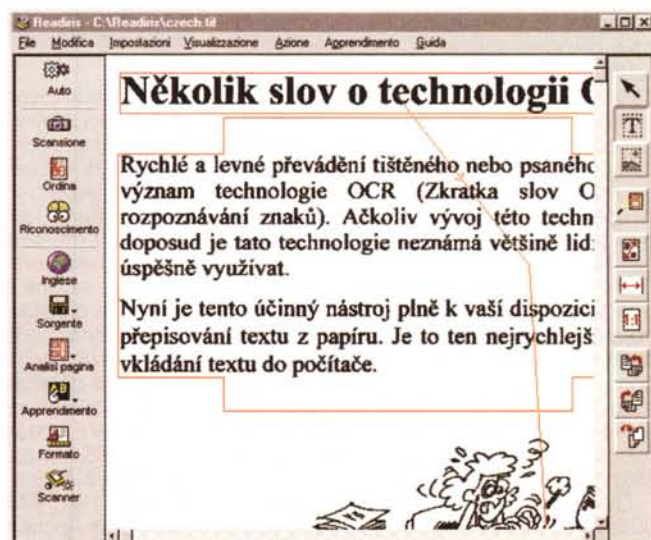 Readiris - C:\Readiris\czech.tif
File Modifica Impostazioni Visualizzazione Azione Apprendimento Guida
Auto
Scansione
Ordina
Riconoscimento
Inglese
Sorgente
Analisi pagina
Apprendimento
Formato
Scanner
Několik slov o technologii
Rychlé a levné převádění tištěného nebo psaného
význam technologie OCR (Zkratka slov O
rozpoznávání znaků). Ačkoliv vývoj této techn
doposud je tato technologie neznámá většině lid
úspěšně využívat.
Nyní je tento účinný nástroj plně k vaší dispozici
přepisování textu z papíru. Je to ten nejrychlejš
vkládání textu do počítače.
1:1